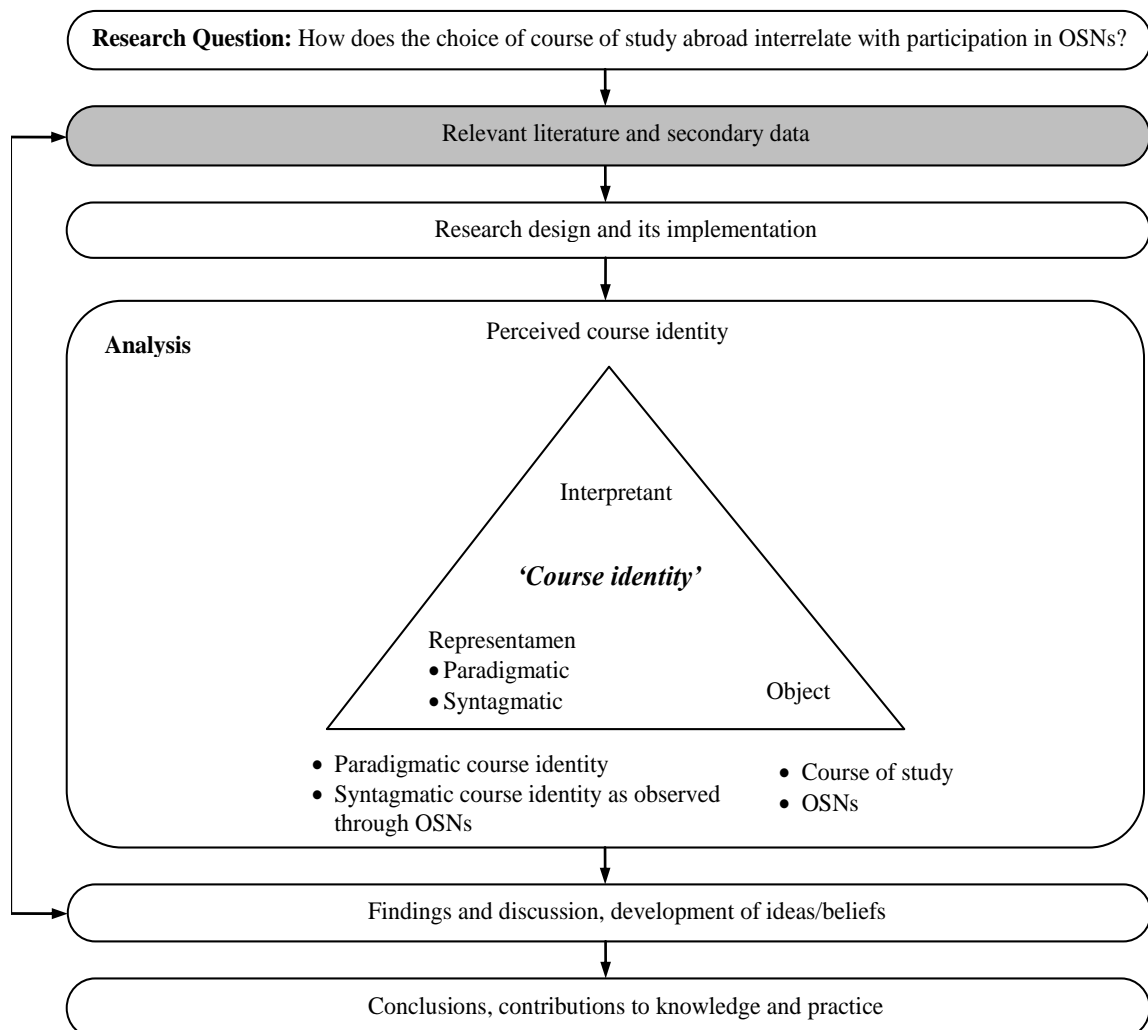 Research Question: How does the choice of course of study abroad interrelate with participation in OSNs?
Relevant literature and secondary data
Research design and its implementation
Analysis
Perceived course identity
Interpretant
‘Course identity’
Representamen
• Paradigmatic
• Syntagmatic
Object
• Paradigmatic course identity
• Syntagmatic course identity as observed
through OSNs
• Course of study
• OSNs
Findings and discussion, development of ideas/beliefs
Conclusions, contributions to knowledge and practice